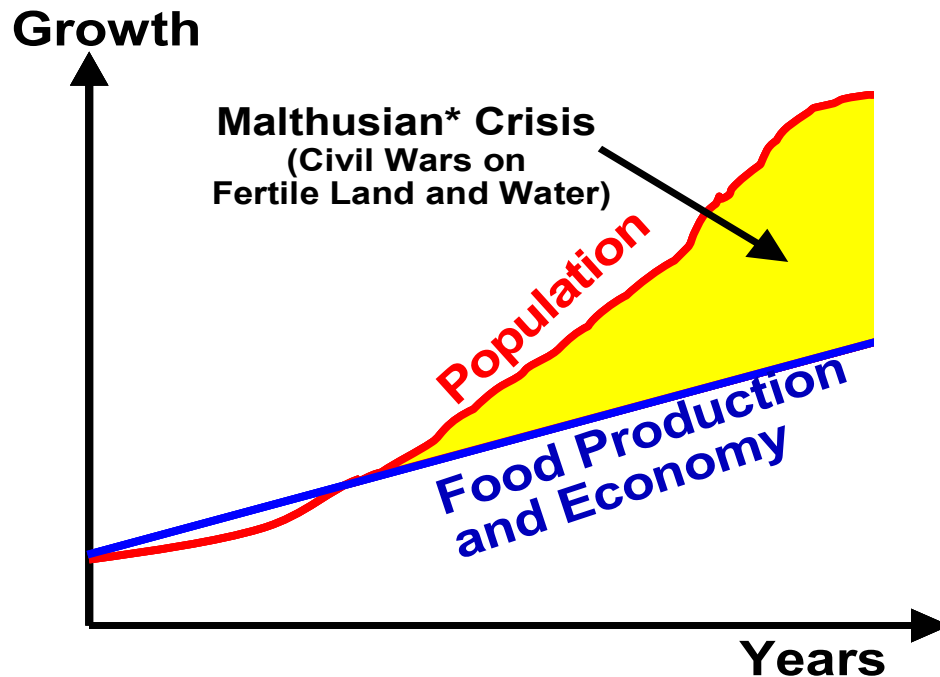 Growth
Malthusian* Crisis
(Civil Wars on
Fertile Land and Water)
Population
Food Production
and Economy
Years